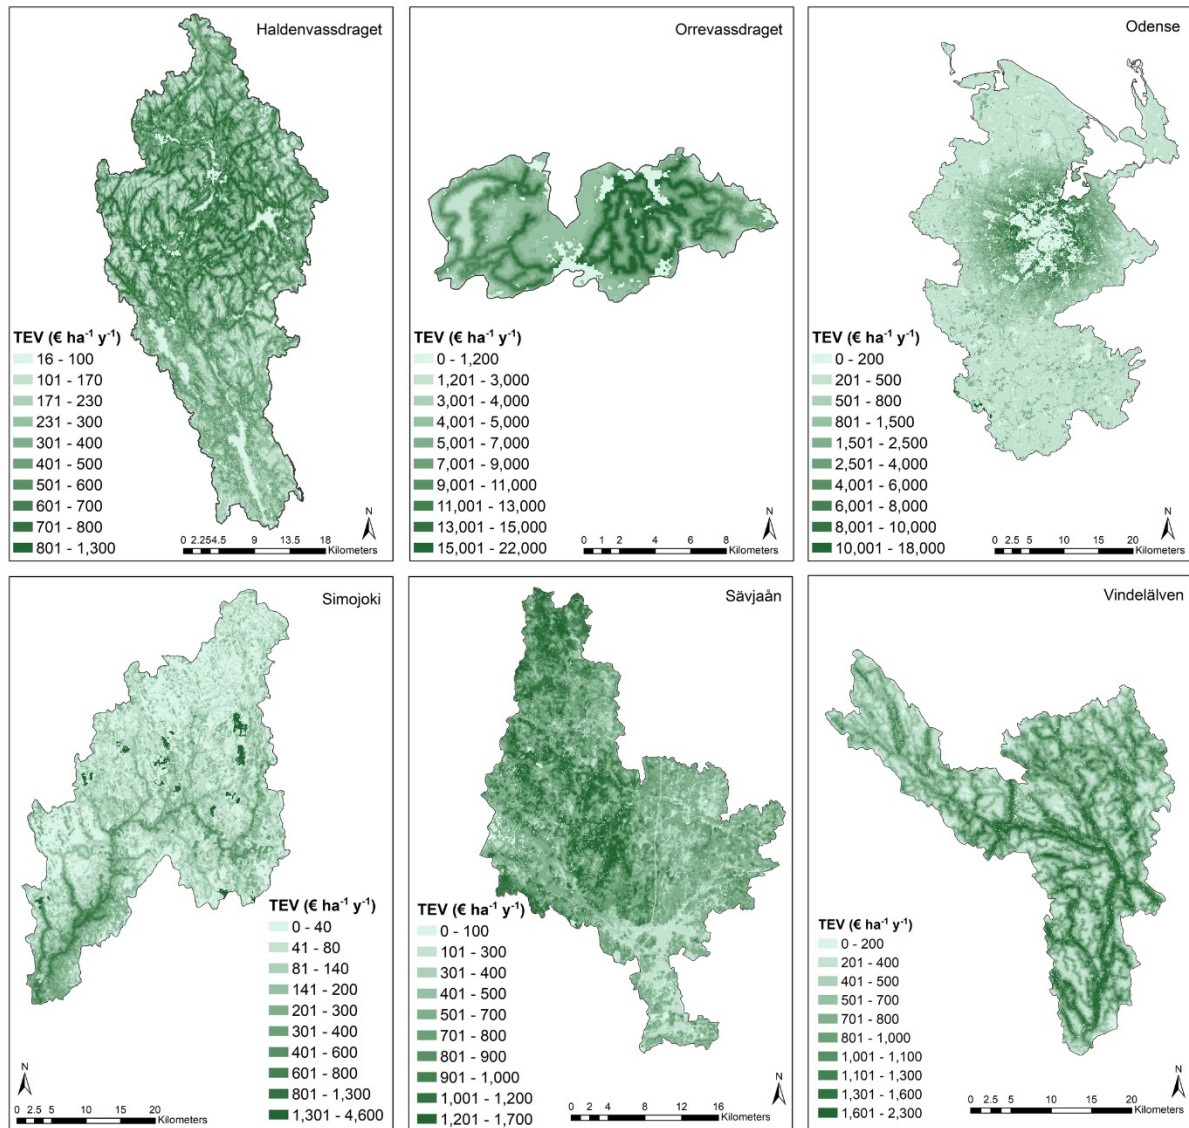 Haldenvassdraget
TEV (€ ha⁻¹ y⁻¹)
16 - 100
101 - 170
171 - 230
231 - 300
301 - 400
401 - 500
501 - 600
601 - 700
701 - 800
801 - 1,300
N
0 2.254.5 9 13.5 18
Kilometers
Orrevassdraget
TEV (€ ha⁻¹ y⁻¹)
0 - 1,200
1,201 - 3,000
3,001 - 4,000
4,001 - 5,000
5,001 - 7,000
7,001 - 9,000
9,001 - 11,000
11,001 - 13,000
13,001 - 15,000
15,001 - 22,000
N
0 1 2 4 6 8
Kilometers
Odense
TEV (€ ha⁻¹ y⁻¹)
0 - 200
201 - 500
501 - 800
801 - 1,500
1,501 - 2,500
2,501 - 4,000
4,001 - 6,000
6,001 - 8,000
8,001 - 10,000
10,001 - 18,000
N
0 2.5 5 10 15 20
Kilometers
Simojoki
TEV (€ ha⁻¹ y⁻¹)
0 - 40
41 - 80
81 - 140
141 - 200
201 - 300
301 - 400
401 - 600
601 - 800
801 - 1,300
1,301 - 4,600
N
0 2.5 5 10 15 20
Kilometers
Sävjaån
TEV (€ ha⁻¹ y⁻¹)
0 - 100
101 - 300
301 - 400
401 - 500
501 - 700
701 - 800
801 - 900
901 - 1,000
1,001 - 1,200
1,201 - 1,700
N
0 2 4 8 12 16
Kilometers
Vindelälven
TEV (€ ha⁻¹ y⁻¹)
0 - 200
201 - 400
401 - 500
501 - 700
701 - 800
801 - 1,000
1,001 - 1,100
1,101 - 1,300
1,301 - 1,600
1,601 - 2,300
N
0 2.5 5 10 15 20
Kilometers